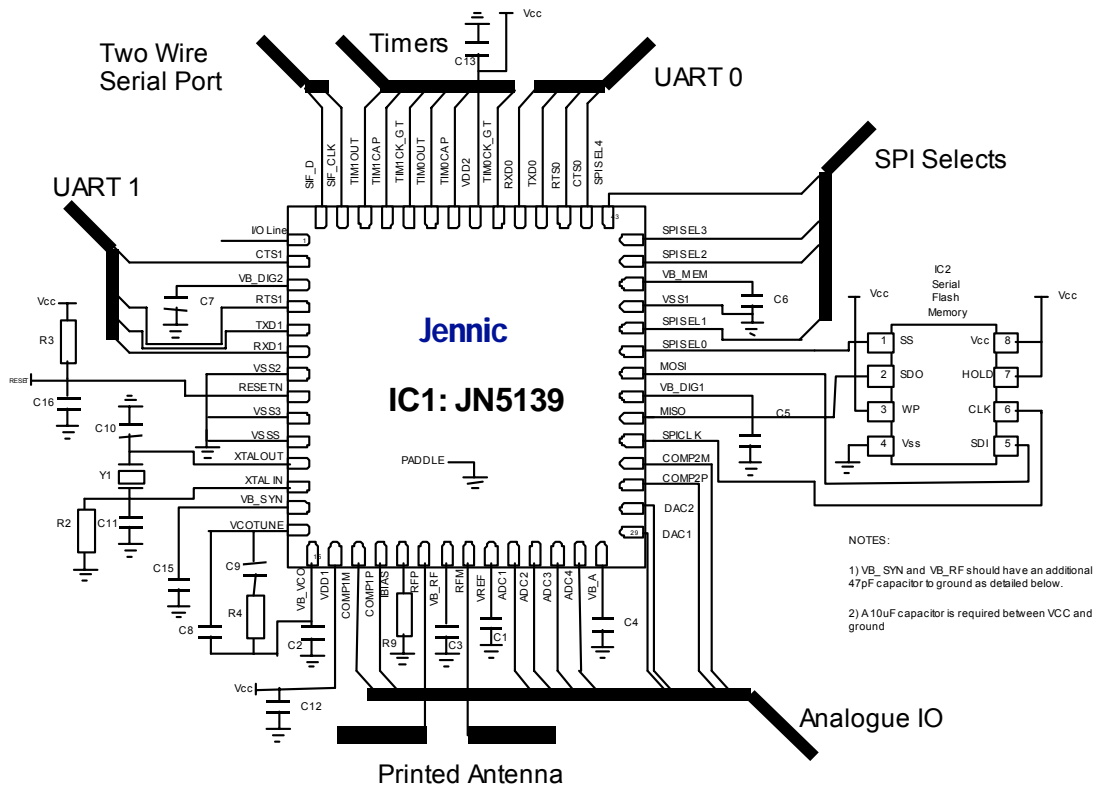 Vcc
Two Wire
Serial Port
Timers
C13
UART 0
SPI Selects
UART 1
SIF_D
SIF_CLK
TIM1OUT
TIM1CAP
TIM1CK_GT
TIM0OUT
TIM0CAP
VDD2
TIM0CK_GT
RXD0
TXD0
RTS0
CTS0
SPISEL4
43
I/O Line
1
CTS1
VB_DIG2
C7
RTS1
TXD1
RXD1
VSS2
RESETN
VSS3
VSSS
XTALOUT
XTAL IN
VB_SYN
VCOTUNE
Vcc
R3
RESET
C16
C10
Y1
R2
C11
C15
C9
R4
C8
Jennic
IC1: JN5139
PADDLE
SPISEL3
SPISEL2
VB_MEM
C6
VSS1
SPISEL1
SPISEL0
MOSI
VB_DIG1
MISO
C5
SPICLK
COMP2M
COMP2P
DAC2
29
DAC1
IC2
Serial
Flash
Memory
Vcc
Vcc
1
SS
Vcc
8
2
SDO
HOLD
7
3
WP
CLK
6
4
Vss
SDI
5
15
VB_VCO
VDD1
COMP1M
COMP1P
IBIAS
RFP
VB_RF
RFM
VREF
ADC1
ADC2
ADC3
ADC4
VB_A
C2
R9
C3
C1
C4
Vcc
C12
NOTES:
1) VB_SYN and VB_RF should have an additional
47pF capacitor to ground as detailed below.
2) A 10uF capacitor is required between VCC and
ground
Analogue IO
Printed Antenna